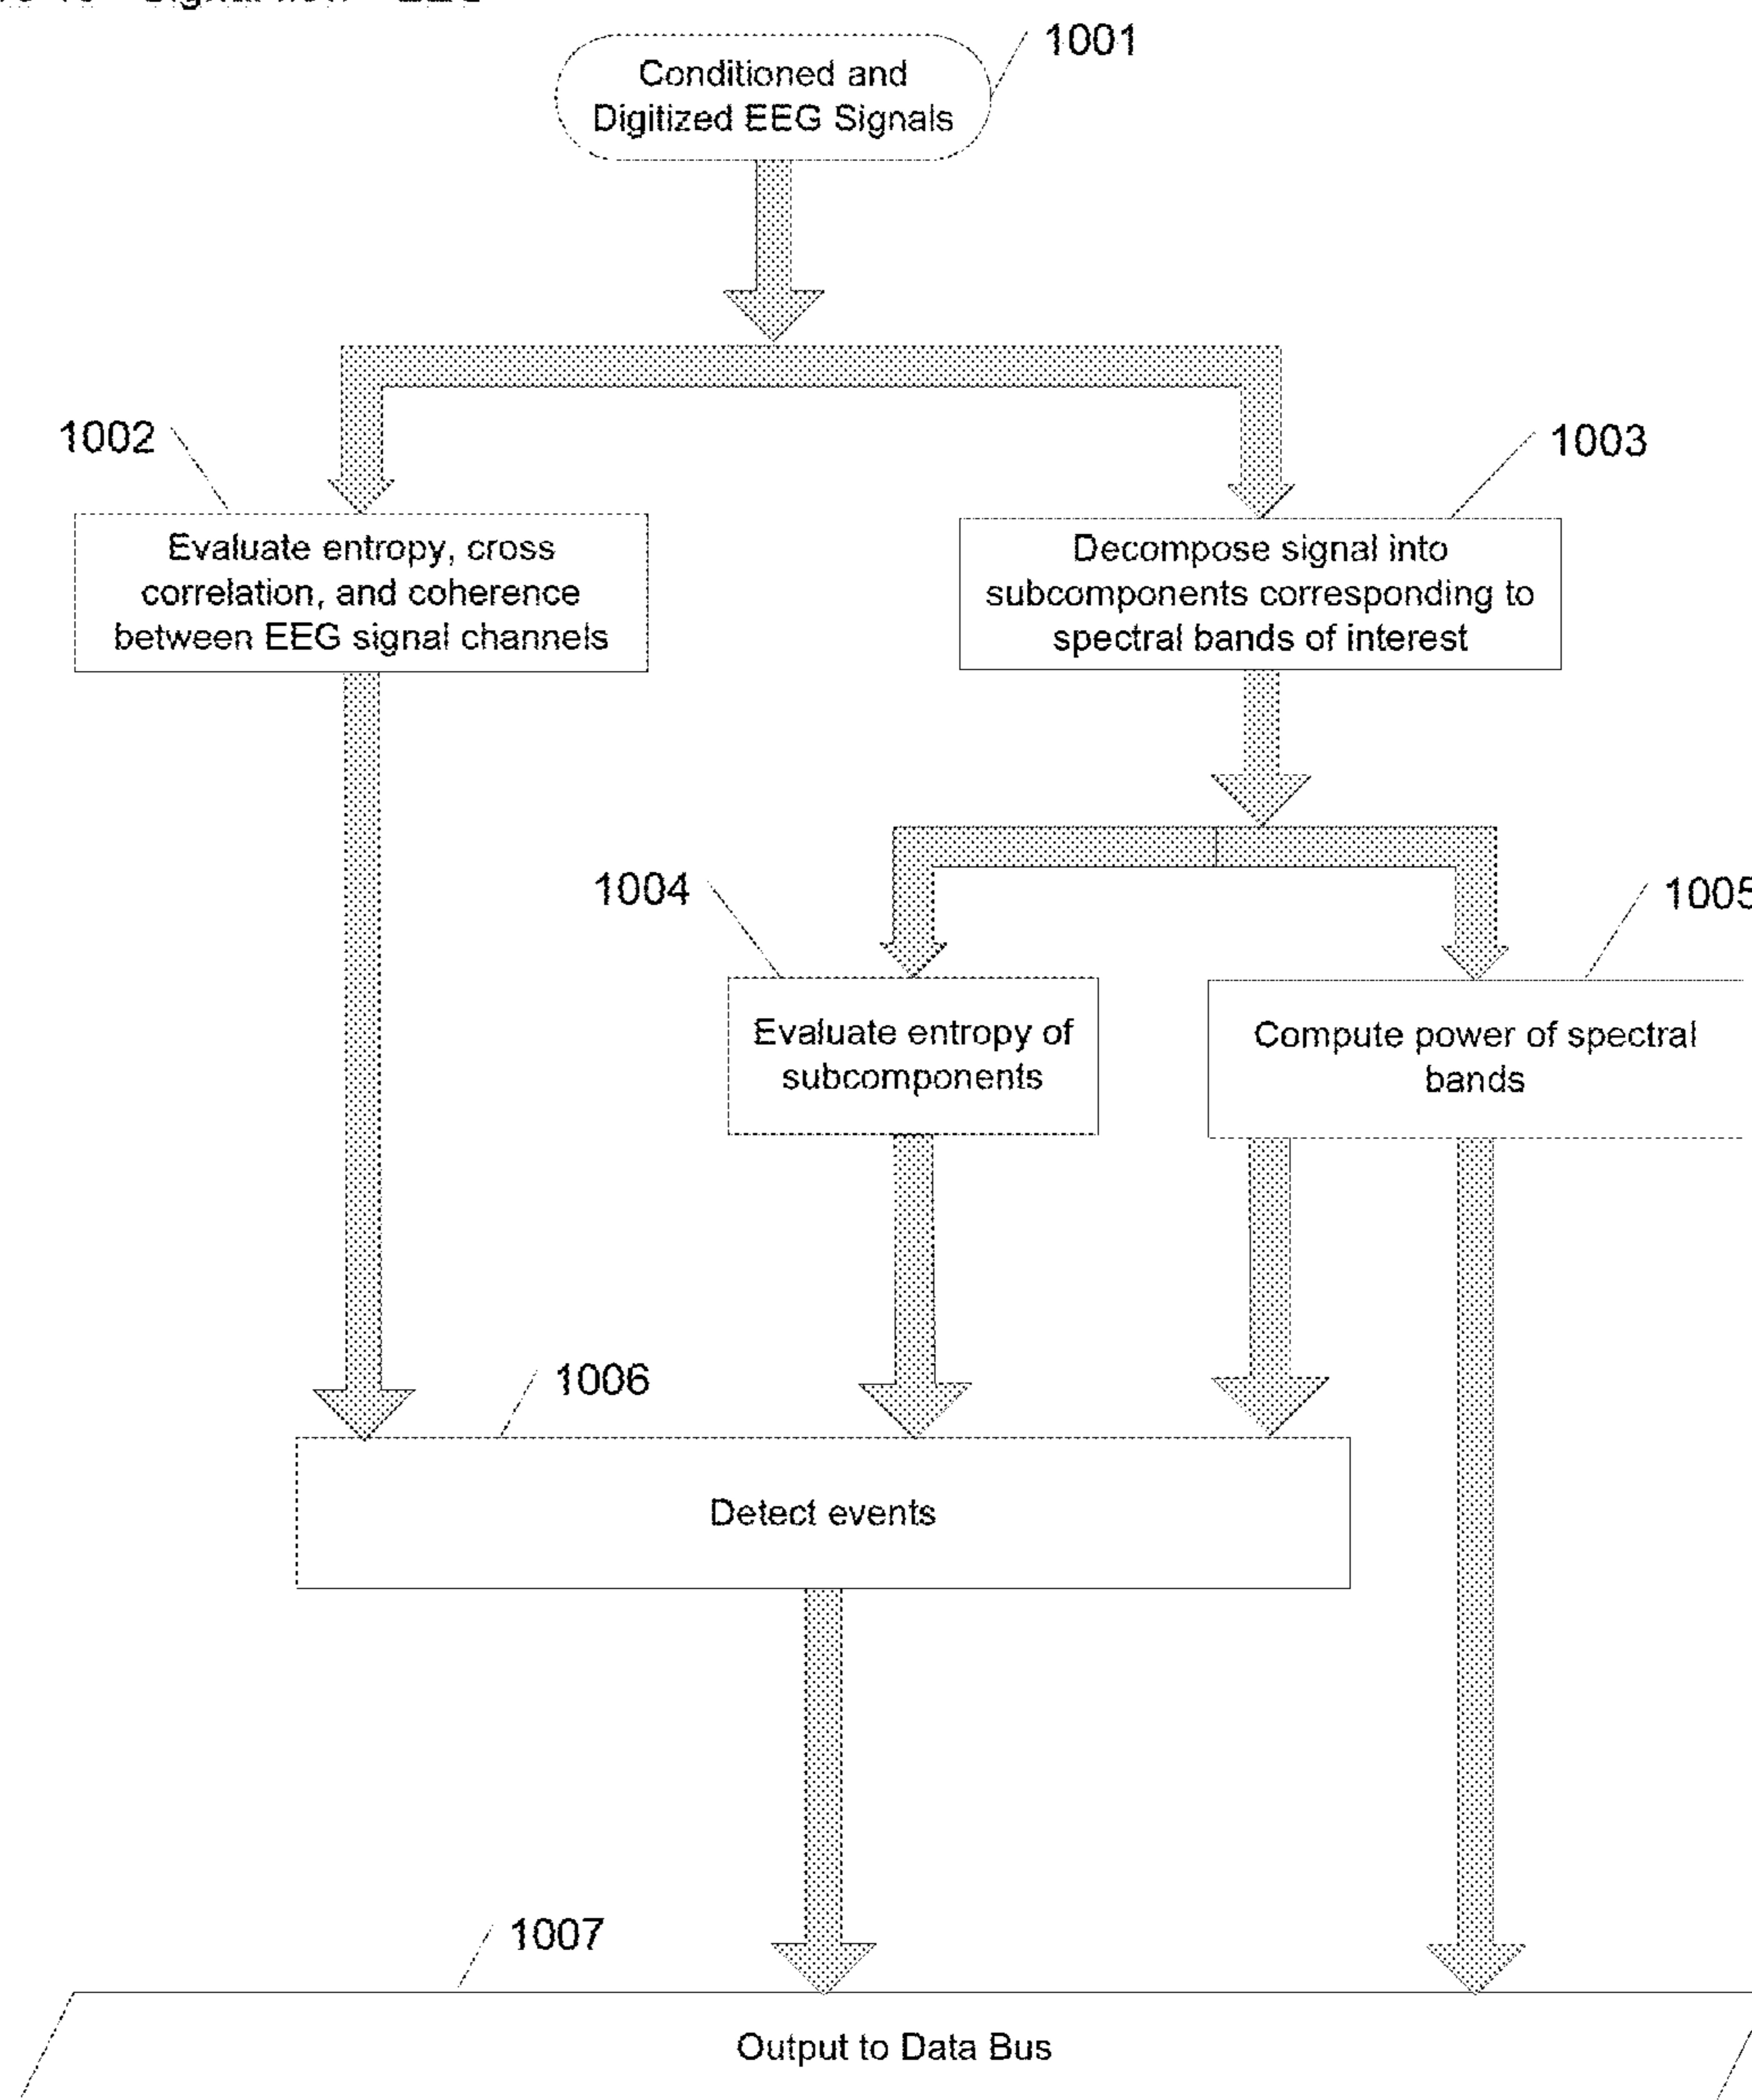 1001
Conditioned and
Digitized EEG Signals
1002
1003
Evaluate entropy, cross
correlation, and coherence
between EEG signal channels
Decompose signal into
subcomponents corresponding to
spectral bands of interest
1004
1005
Evaluate entropy of
subcomponents
Compute power of spectral
bands
1006
Detect events
1007
Output to Data Bus